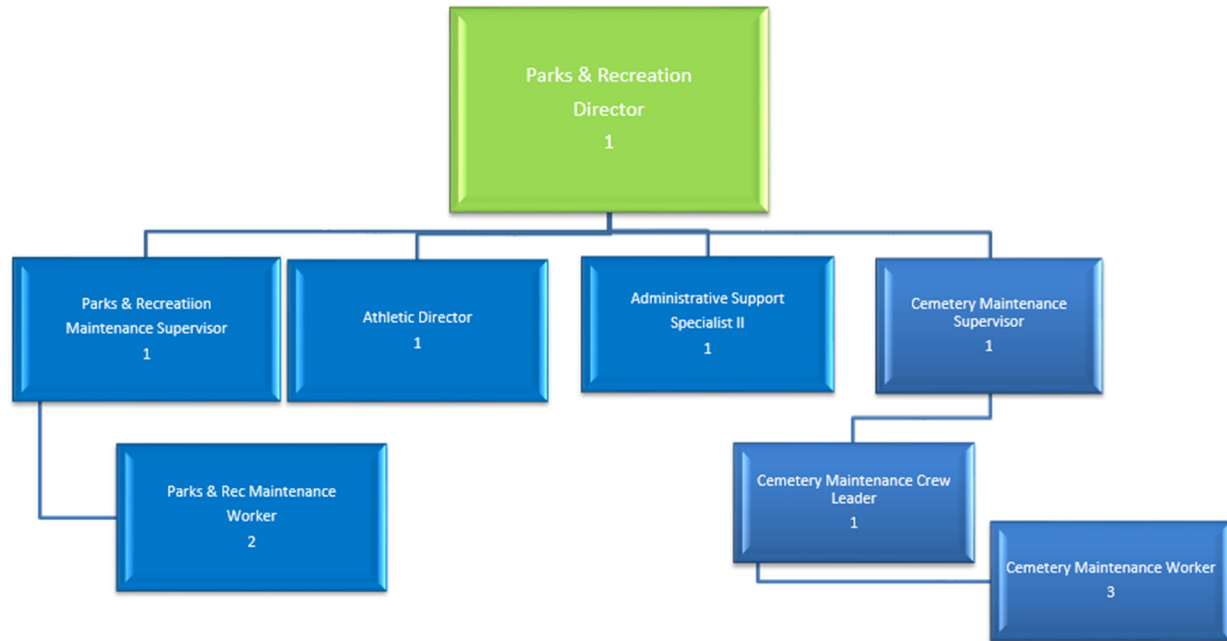 Parks & Recreation
Director
1
Parks & Recreatiion
Maintenance Supervisor
1
Athletic Director
1
Administrative Support
Specialist II
1
Cemetery Maintenance
Supervisor
1
Parks & Rec Maintenance
Worker
2
Cemetery Maintenance Crew
Leader
1
Cemetery Maintenance Worker
3